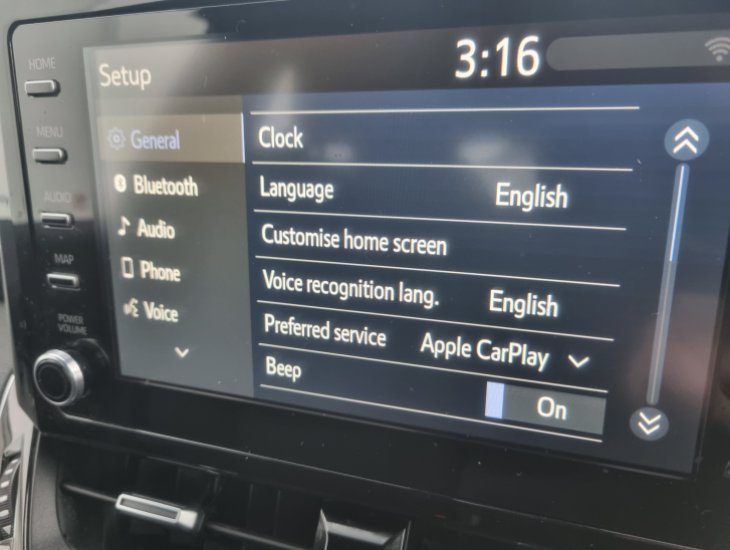 HOME
MENU
AUDIO
MAP
POWER
VOLUME
Setup
3:16
General
Bluetooth
Audio
Phone
Voice
Clock
Language English
Customise home screen
Voice recognition lang. English
Preferred service Apple CarPlay
Beep On